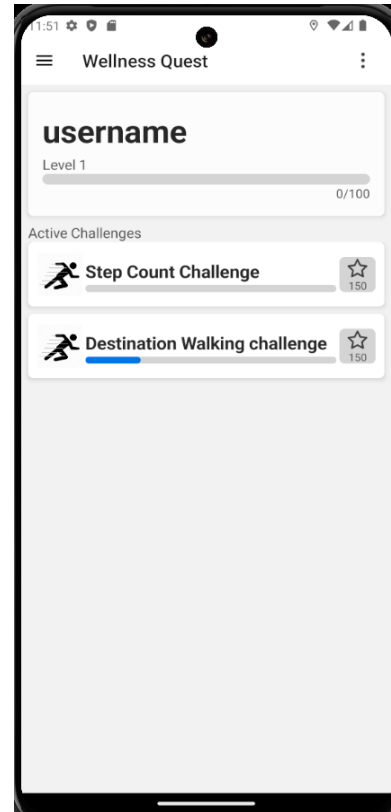 11:51
Wellness Quest
username
Level 1
0/100
Active Challenges
Step Count Challenge
150
Destination Walking challenge
150